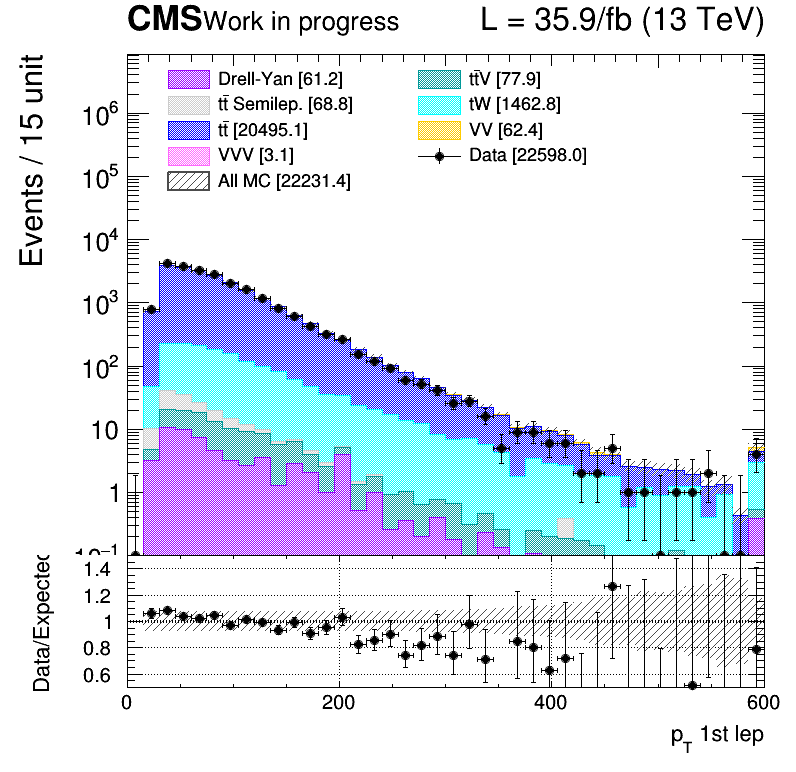 CMS Work in progress L = 35.9/fb (13 TeV)
Events / 15 unit
Drell-Yan [61.2]
tt̄V [77.9]
tt̄ Semilep. [68.8]
tW [1462.8]
tt̄ [20495.1]
VV [62.4]
VVV [3.1]
Data [22598.0]
All MC [22231.4]
10⁶
10⁵
10⁴
10³
10²
10
1
10⁻¹
Data/Expected
1.4
1.2
1
0.8
0.6
0 200 400 600
p_T 1st lep